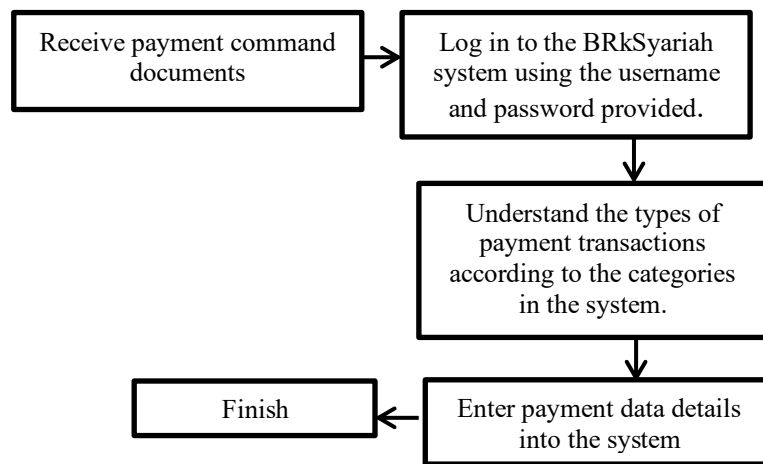 Receive payment command
documents
Log in to the BRkSyariah
system using the username
and password provided.
Understand the types of
payment transactions
according to the categories
in the system.
Enter payment data details
into the system
Finish